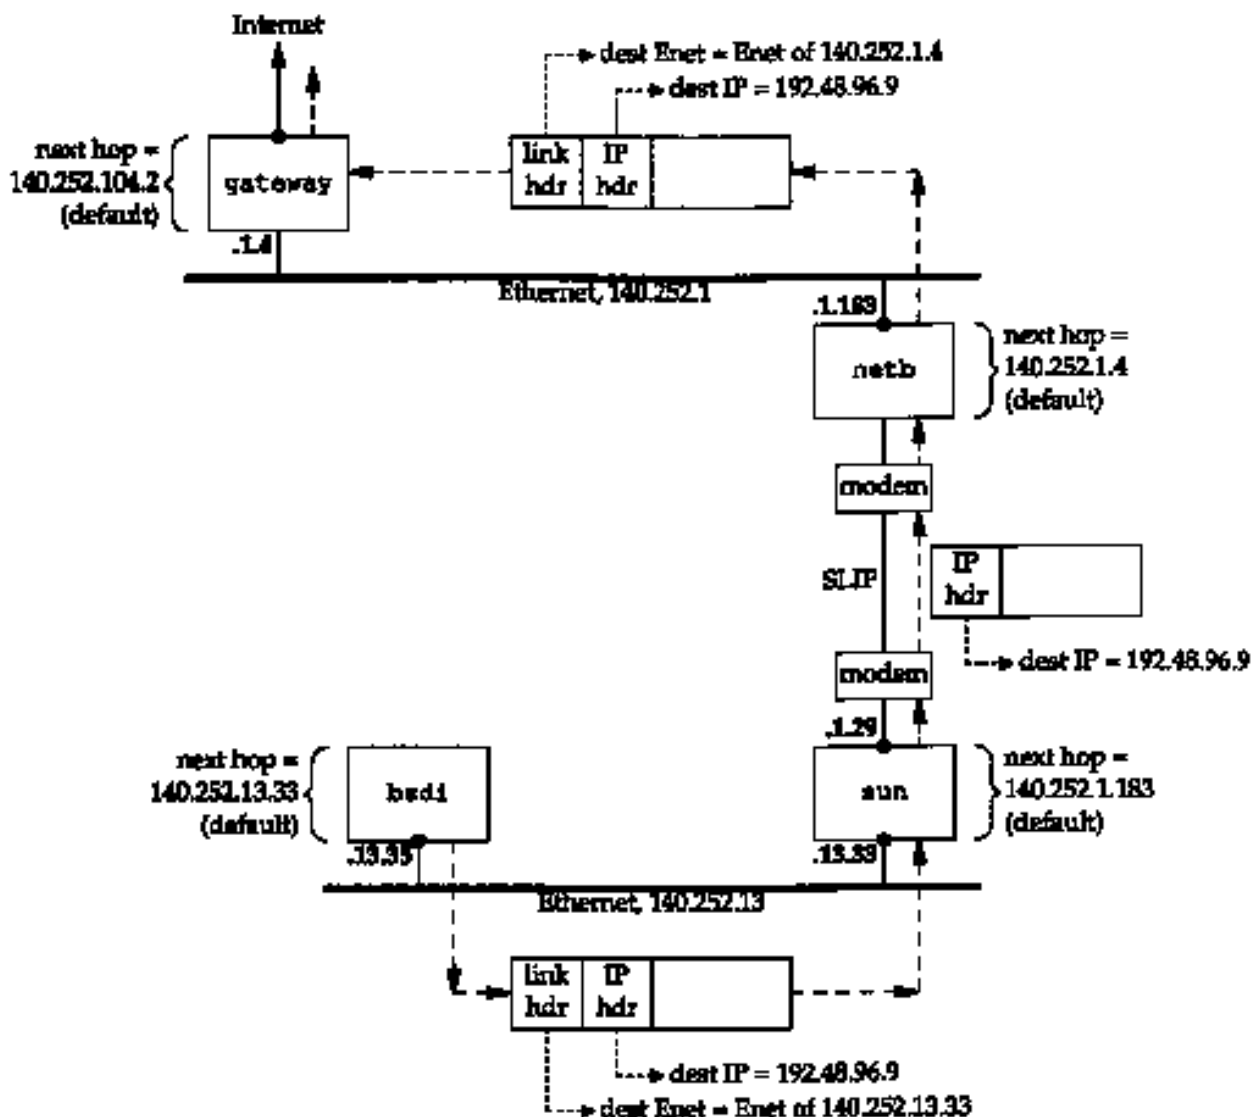 Internet
dest Enet = Enet of 140.252.1.4
dest IP = 192.48.96.9
next hop =
140.252.104.2
(default)
gateway
link
hdr
IP
hdr
.1.4
Ethernet, 140.252.1
.1.183
netb
next hop =
140.252.1.4
(default)
modem
SLIP
IP
hdr
dest IP = 192.48.96.9
modem
.1.29
next hop =
140.252.13.33
(default)
bsdi
sun
next hop =
140.252.1.183
(default)
.13.35
.13.33
Ethernet, 140.252.13
link
hdr
IP
hdr
dest IP = 192.48.96.9
dest Enet = Enet of 140.252.13.33